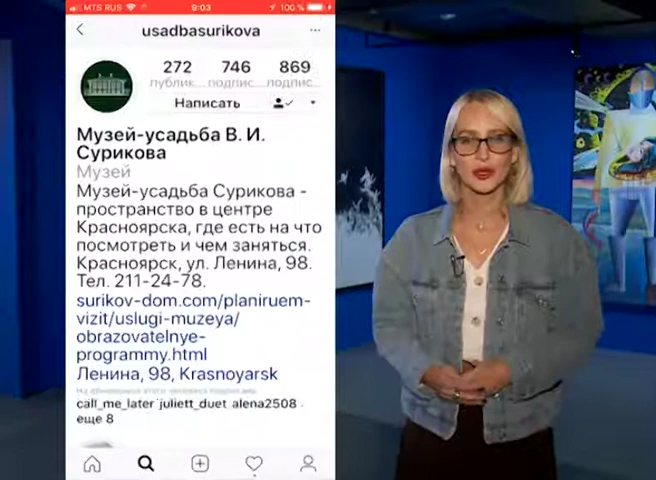 MTS RUS 9:03 100 %
usadbasurikova
272 746 869
публик... подпис... подпис...
Написать
Музей-усадьба В. И.
Сурикова
Музей
Музей-усадьба Сурикова -
пространство в центре
Красноярска, где есть на что
посмотреть и чем заняться.
Красноярск, ул. Ленина, 98.
Тел. 211-24-78.
surikov-dom.com/planiruem-
vizit/uslugi-muzeya/
obrazovatelnye-
programmy.html
Ленина, 98, Krasnoyarsk
call_me_later juliett_duet alena2508
еще 8